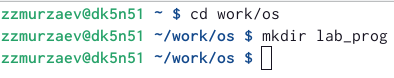 zzmurzaev@dk5n51 ~ $ cd work/os
zzmurzaev@dk5n51 ~/work/os $ mkdir lab_prog
zzmurzaev@dk5n51 ~/work/os $